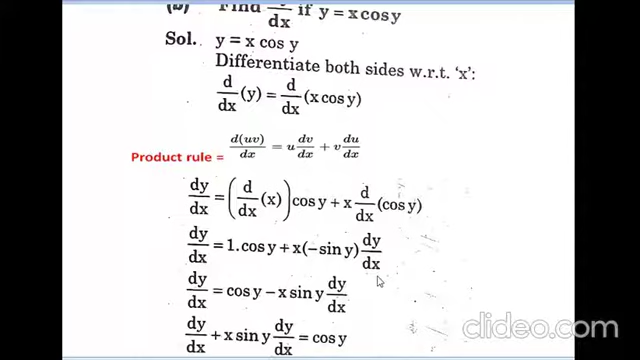 (b) Find dy/dx if y = x cos y
Sol. y = x cos y
Differentiate both sides w.r.t. 'x':
d/dx (y) = d/dx (x cos y)
Product rule = d(uv)/dx = u dv/dx + v du/dx
dy/dx = (d/dx (x)) cos y + x d/dx (cos y)
dy/dx = 1. cos y + x(−sin y) dy/dx
dy/dx = cos y − x sin y dy/dx
dy/dx + x sin y dy/dx = cos y
clideo.com